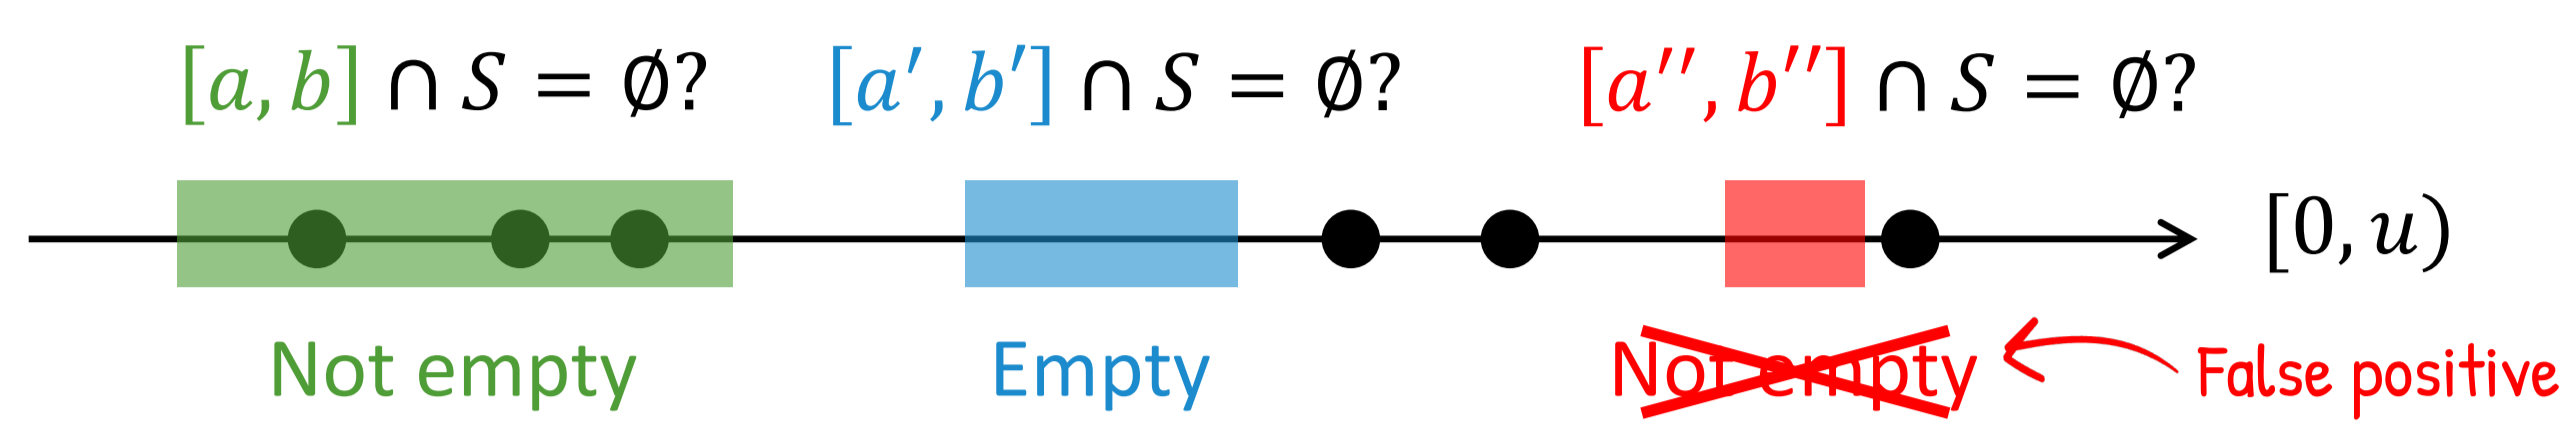 [a, b] ∩ S = ∅? [a′, b′] ∩ S = ∅? [a′′, b′′] ∩ S = ∅?
[0, u)
Not empty Empty Not empty False positive